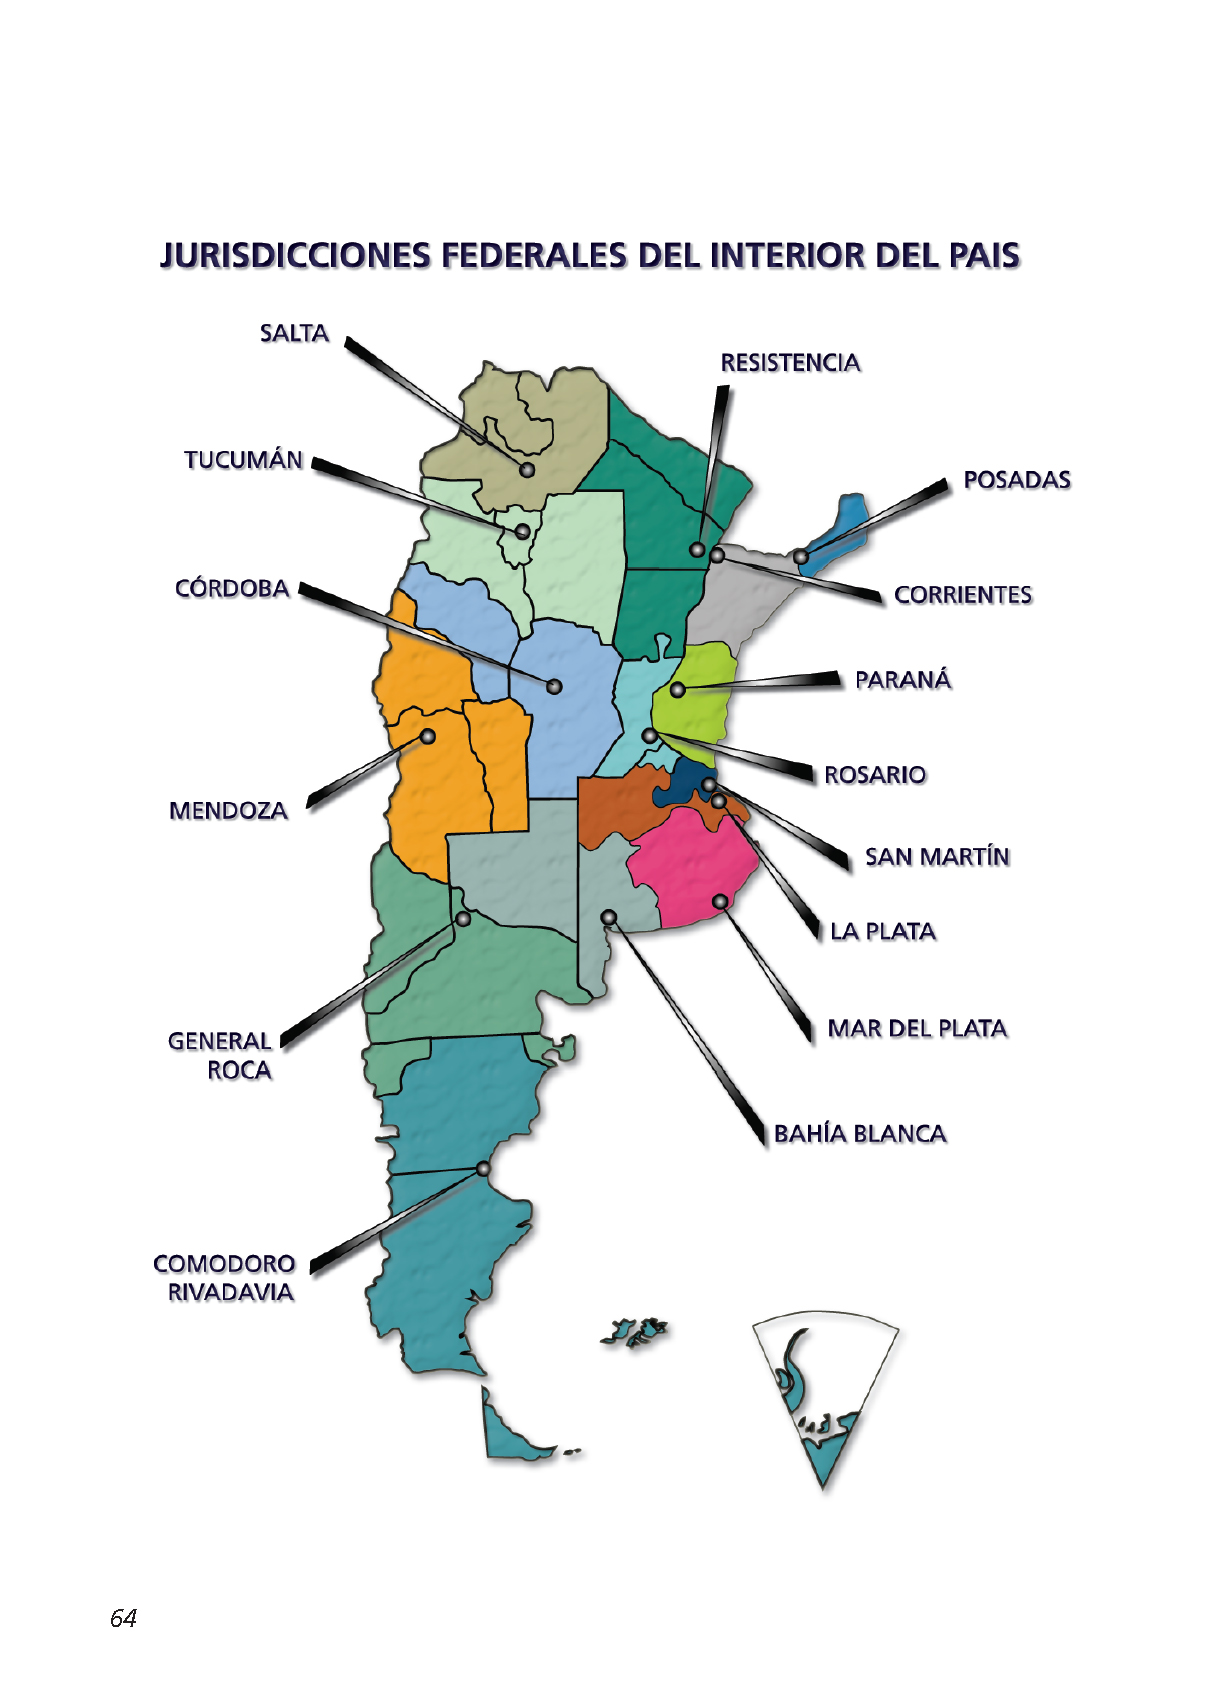 JURISDICCIONES FEDERALES DEL INTERIOR DEL PAIS
SALTA
RESISTENCIA
TUCUMÁN
POSADAS
CÓRDOBA
CORRIENTES
PARANÁ
ROSARIO
MENDOZA
SAN MARTÍN
LA PLATA
MAR DEL PLATA
GENERAL
ROCA
BAHÍA BLANCA
COMODORO
RIVADAVIA
64